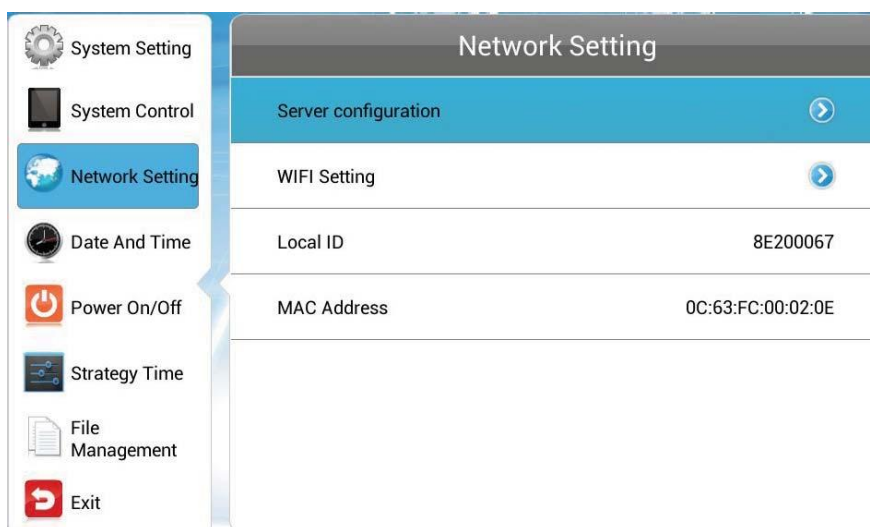 System Setting
System Control
Network Setting
Date And Time
Power On/Off
Strategy Time
File
Management
Exit
Network Setting
Server configuration
WIFI Setting
Local ID 8E200067
MAC Address 0C:63:FC:00:02:0E